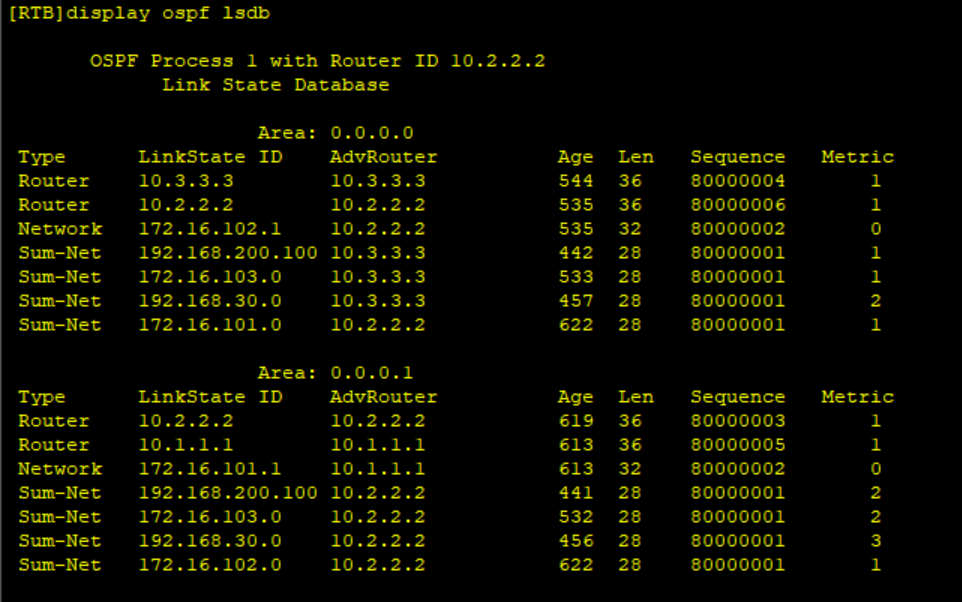 [RTB]display ospf lsdb
OSPF Process 1 with Router ID 10.2.2.2
Link State Database
Area: 0.0.0.0
Type LinkState ID AdvRouter Age Len Sequence Metric
Router 10.3.3.3 10.3.3.3 544 36 80000004 1
Router 10.2.2.2 10.2.2.2 535 36 80000006 1
Network 172.16.102.1 10.2.2.2 535 32 80000002 0
Sum-Net 192.168.200.100 10.3.3.3 442 28 80000001 1
Sum-Net 172.16.103.0 10.3.3.3 533 28 80000001 1
Sum-Net 192.168.30.0 10.3.3.3 457 28 80000001 2
Sum-Net 172.16.101.0 10.2.2.2 622 28 80000001 1
Area: 0.0.0.1
Type LinkState ID AdvRouter Age Len Sequence Metric
Router 10.2.2.2 10.2.2.2 619 36 80000003 1
Router 10.1.1.1 10.1.1.1 613 36 80000005 1
Network 172.16.101.1 10.1.1.1 613 32 80000002 0
Sum-Net 192.168.200.100 10.2.2.2 441 28 80000001 2
Sum-Net 172.16.103.0 10.2.2.2 532 28 80000001 2
Sum-Net 192.168.30.0 10.2.2.2 456 28 80000001 3
Sum-Net 172.16.102.0 10.2.2.2 622 28 80000001 1